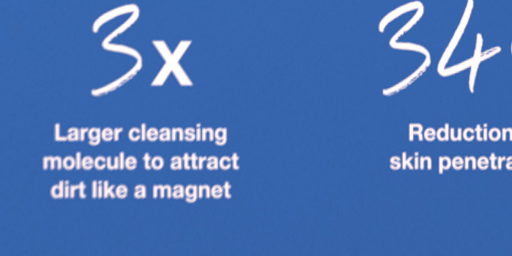 3x
Larger cleansing
molecule to attract
dirt like a magnet
34
Reduction
skin